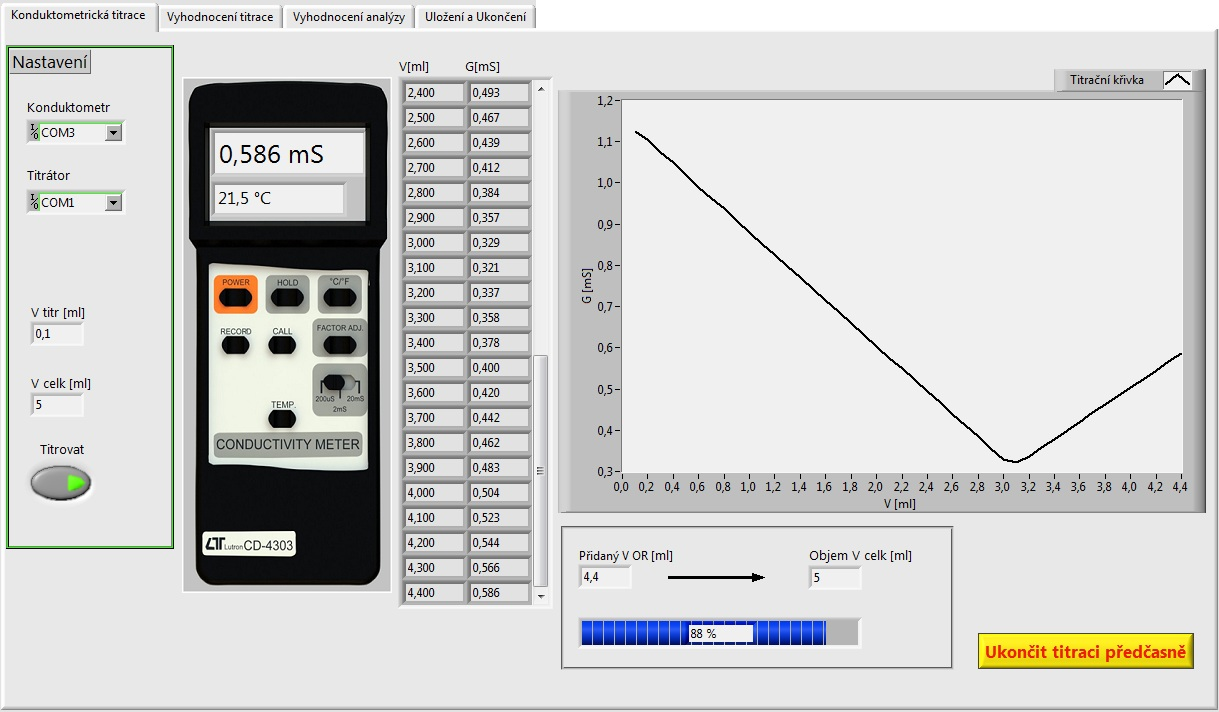 Konduktometrická titrace
Vyhodnocení titrace
Vyhodnocení analýzy
Uložení a Ukončení
Nastavení
Konduktometr
COM3
Titrátor
COM1
V titr [ml]
0,1
V celk [ml]
5
Titrovat
0,586 mS
21,5 °C
POWER
HOLD
°C/°F
RECORD
CALL
FACTOR ADJ.
200uS
20mS
2mS
TEMP.
CONDUCTIVITY METER
Lutron CD-4303
V[ml] G[mS]
2,400 0,493
2,500 0,467
2,600 0,439
2,700 0,412
2,800 0,384
2,900 0,357
3,000 0,329
3,100 0,321
3,200 0,337
3,300 0,358
3,400 0,378
3,500 0,400
3,600 0,420
3,700 0,442
3,800 0,462
3,900 0,483
4,000 0,504
4,100 0,523
4,200 0,544
4,300 0,566
4,400 0,586
Titrační křivka
1,2
1,1
1,0
0,9
0,8
0,7
0,6
0,5
0,4
0,3
G [mS]
0,0 0,2 0,4 0,6 0,8 1,0 1,2 1,4 1,6 1,8 2,0 2,2 2,4 2,6 2,8 3,0 3,2 3,4 3,6 3,8 4,0 4,2 4,4
V [ml]
Přidaný V OR [ml]
4,4
Objem V celk [ml]
5
88 %
Ukončit titraci předčasně